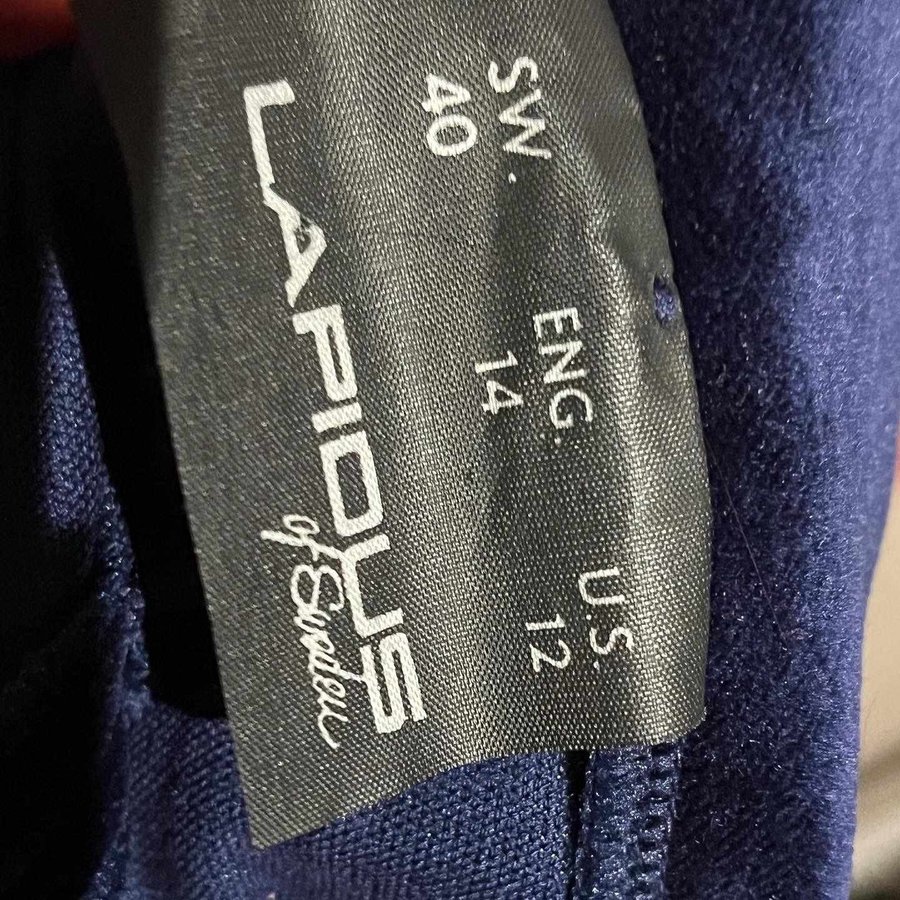 SW. ENG. U.S.
40 14 12
LAPIDUS
of Sweden